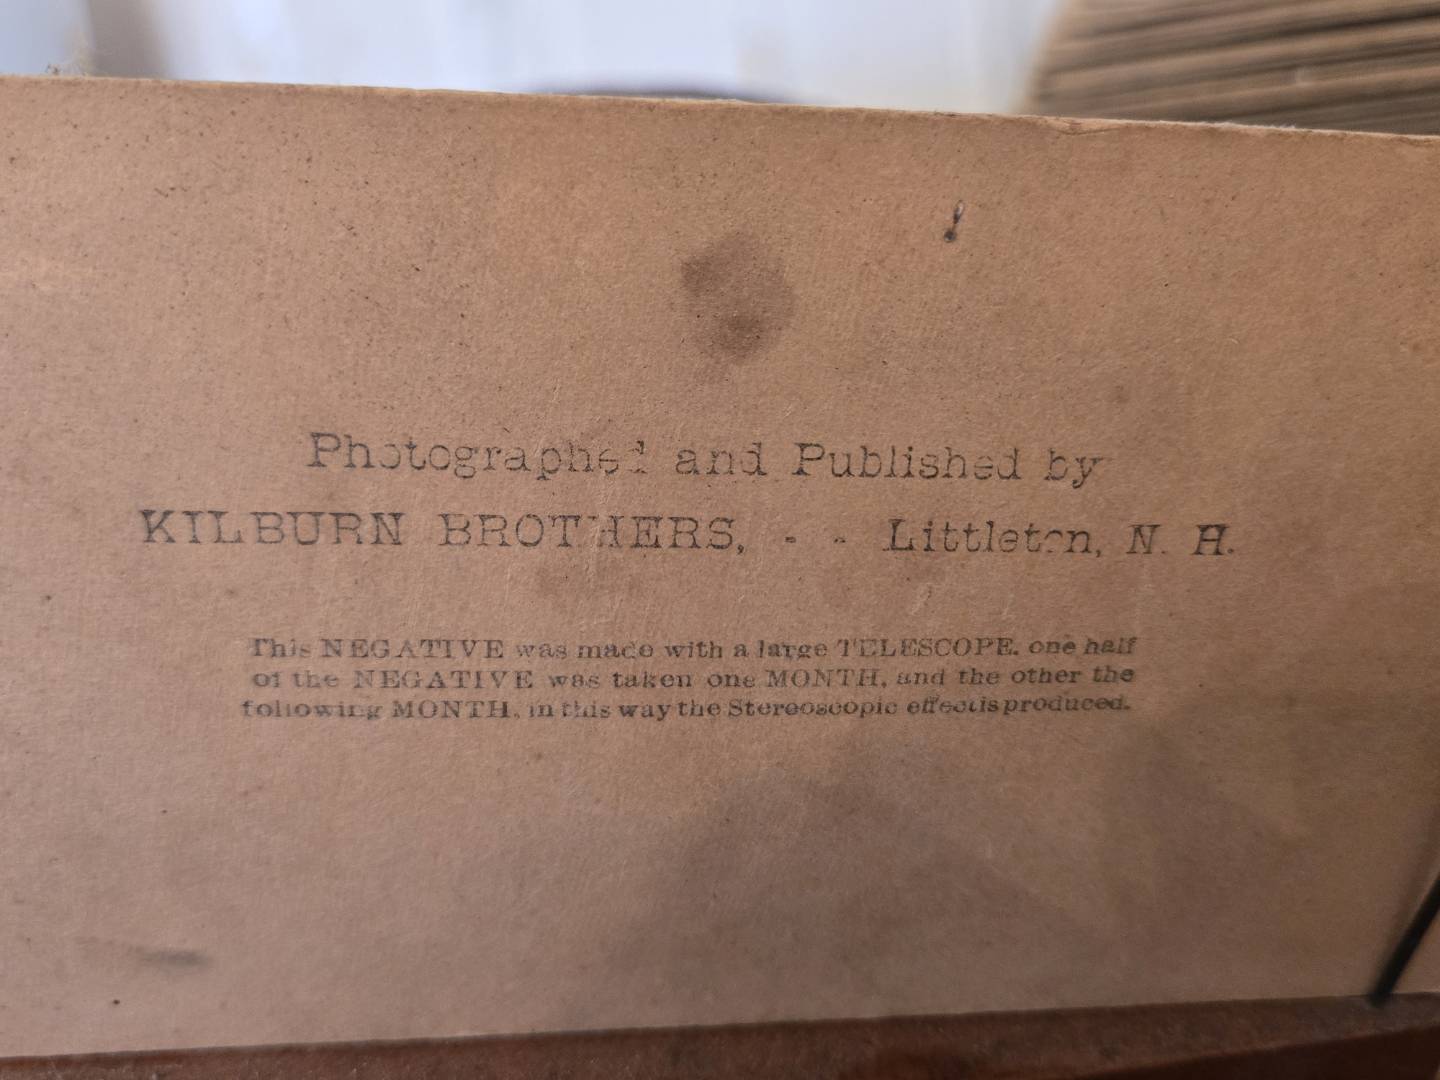 Photographed and Published by
KILBURN BROTHERS, - - Littleton, N. H.
This NEGATIVE was made with a large TELESCOPE. one half
of the NEGATIVE was taken one MONTH, and the other the
following MONTH, in this way the Stereoscopic effect is produced.